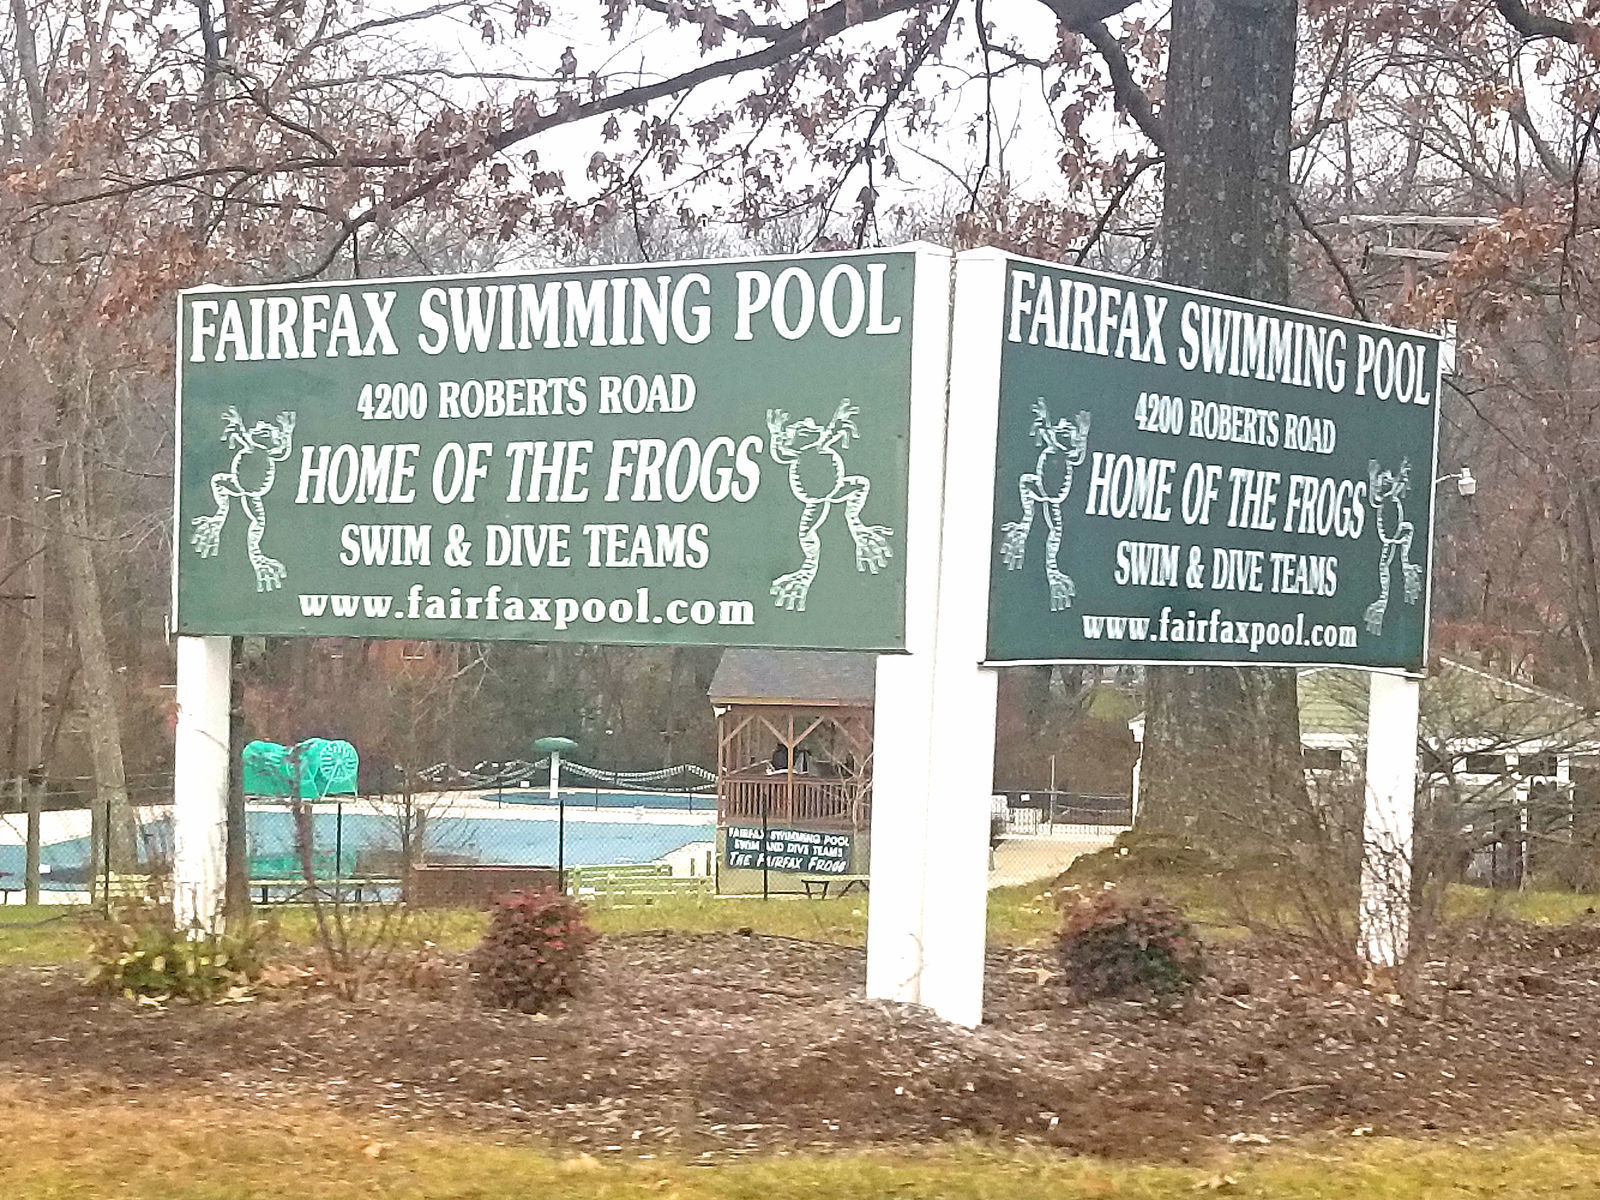 FAIRFAX SWIMMING POOL
4200 ROBERTS ROAD
HOME OF THE FROGS
SWIM & DIVE TEAMS
www.fairfaxpool.com
FAIRFAX SWIMMING POOL
4200 ROBERTS ROAD
HOME OF THE FROGS
SWIM & DIVE TEAMS
www.fairfaxpool.com
FAIRFAX SWIMMING POOL
SWIM AND DIVE TEAMS
THE FAIRFAX FROGS